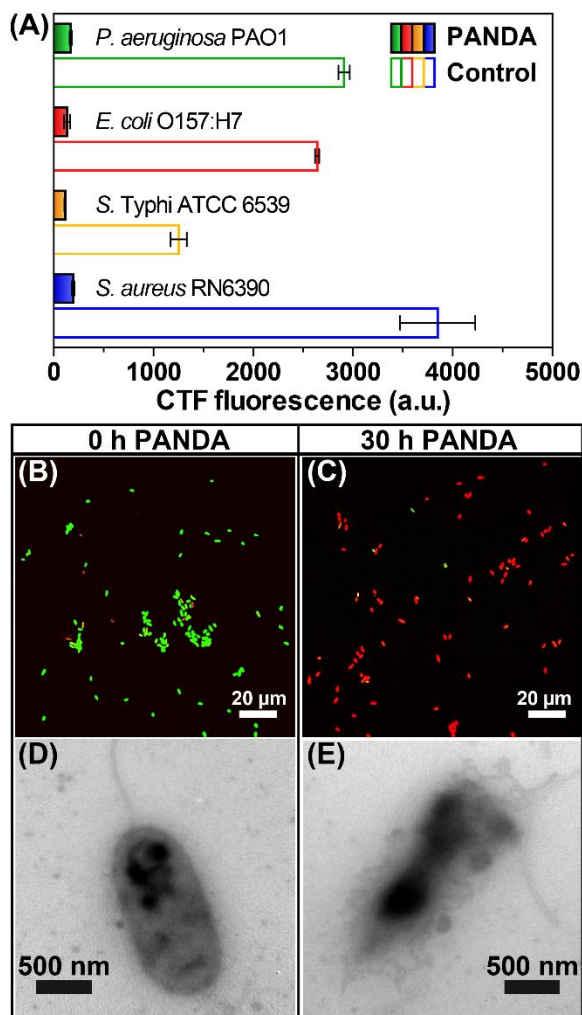 (A)
P. aeruginosa PAO1
PANDA
Control
E. coli O157:H7
S. Typhi ATCC 6539
S. aureus RN6390
0 1000 2000 3000 4000 5000
CTF fluorescence (a.u.)
0 h PANDA 30 h PANDA
(B) (C)
20 μm 20 μm
(D) (E)
500 nm 500 nm